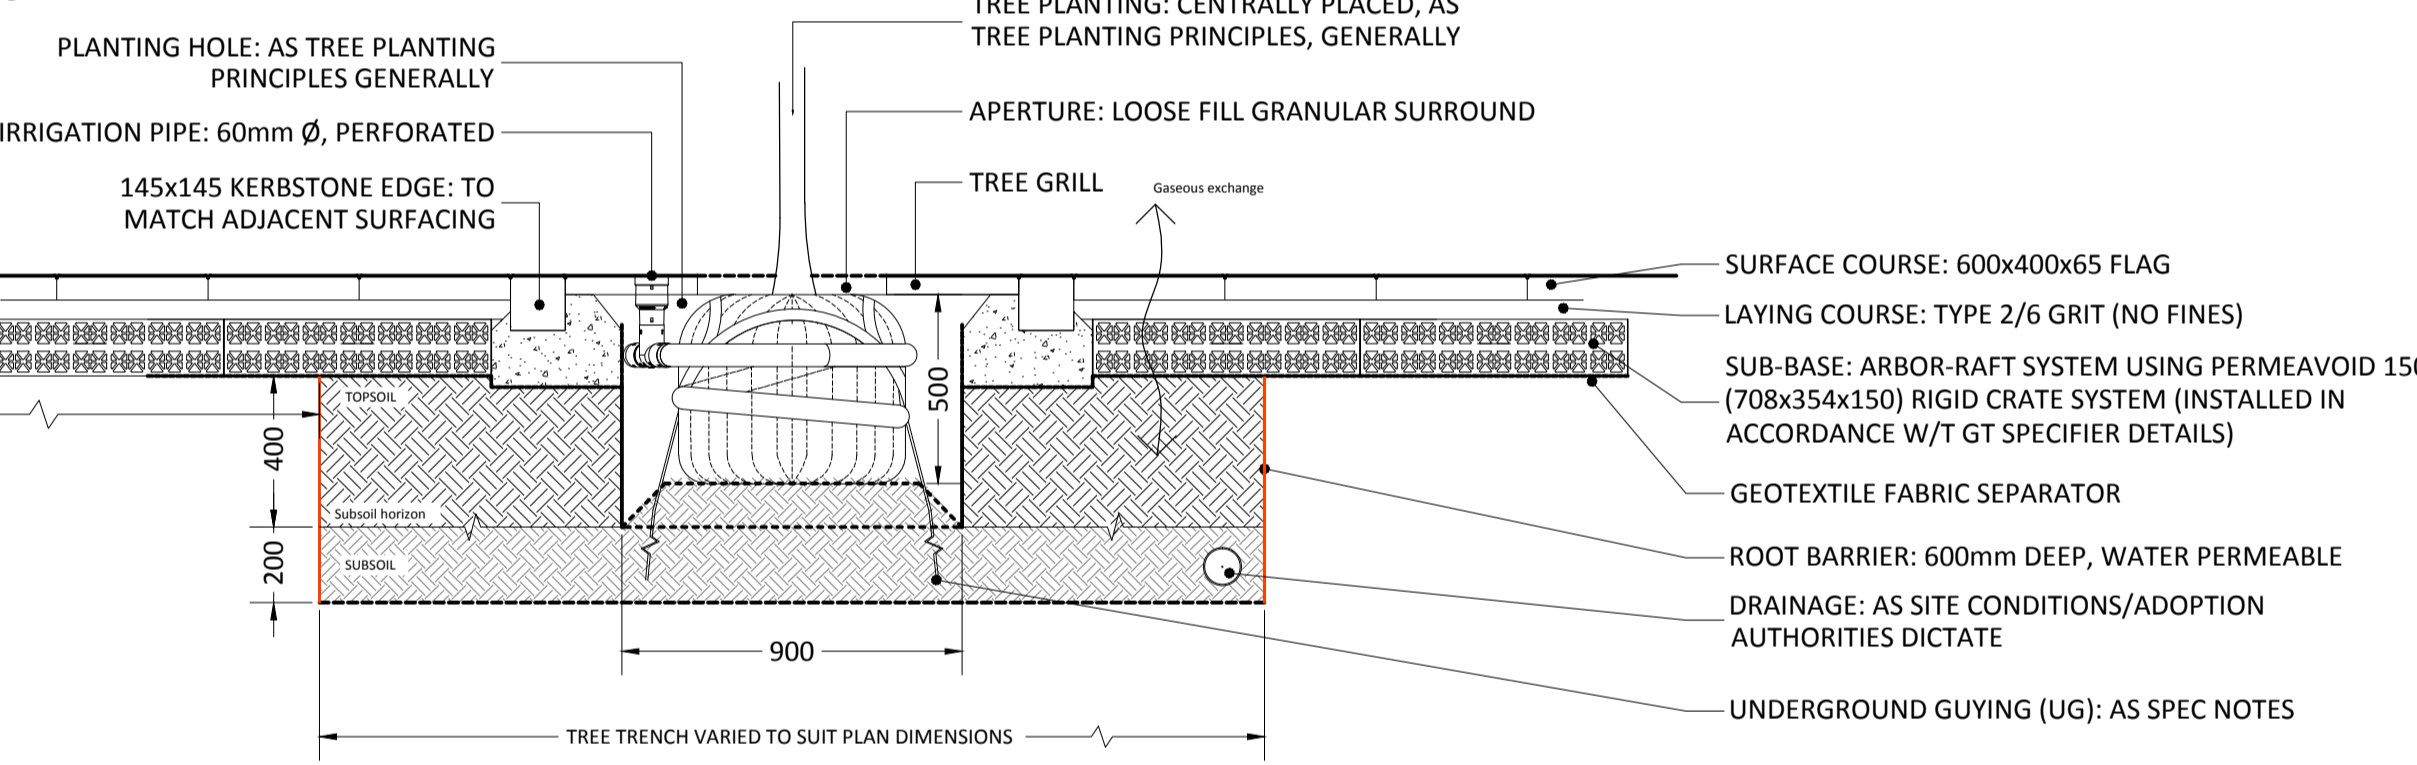 PLANTING HOLE: AS TREE PLANTING
PRINCIPLES GENERALLY
IRRIGATION PIPE: 60mm Ø, PERFORATED
145x145 KERBSTONE EDGE: TO
MATCH ADJACENT SURFACING
TREE PLANTING: CENTRALLY PLACED, AS
TREE PLANTING PRINCIPLES, GENERALLY
APERTURE: LOOSE FILL GRANULAR SURROUND
TREE GRILL
Gaseous exchange
SURFACE COURSE: 600x400x65 FLAG
LAYING COURSE: TYPE 2/6 GRIT (NO FINES)
SUB-BASE: ARBOR-RAFT SYSTEM USING PERMEAVOID
(708x354x150) RIGID CRATE SYSTEM (INSTALLED IN
ACCORDANCE W/T GT SPECIFIER DETAILS)
GEOTEXTILE FABRIC SEPARATOR
ROOT BARRIER: 600mm DEEP, WATER PERMEABLE
DRAINAGE: AS SITE CONDITIONS/ADOPTION
AUTHORITIES DICTATE
UNDERGROUND GUYING (UG): AS SPEC NOTES
TOPSOIL
400
Subsoil horizon
200
SUBSOIL
500
900
TREE TRENCH VARIED TO SUIT PLAN DIMENSIONS